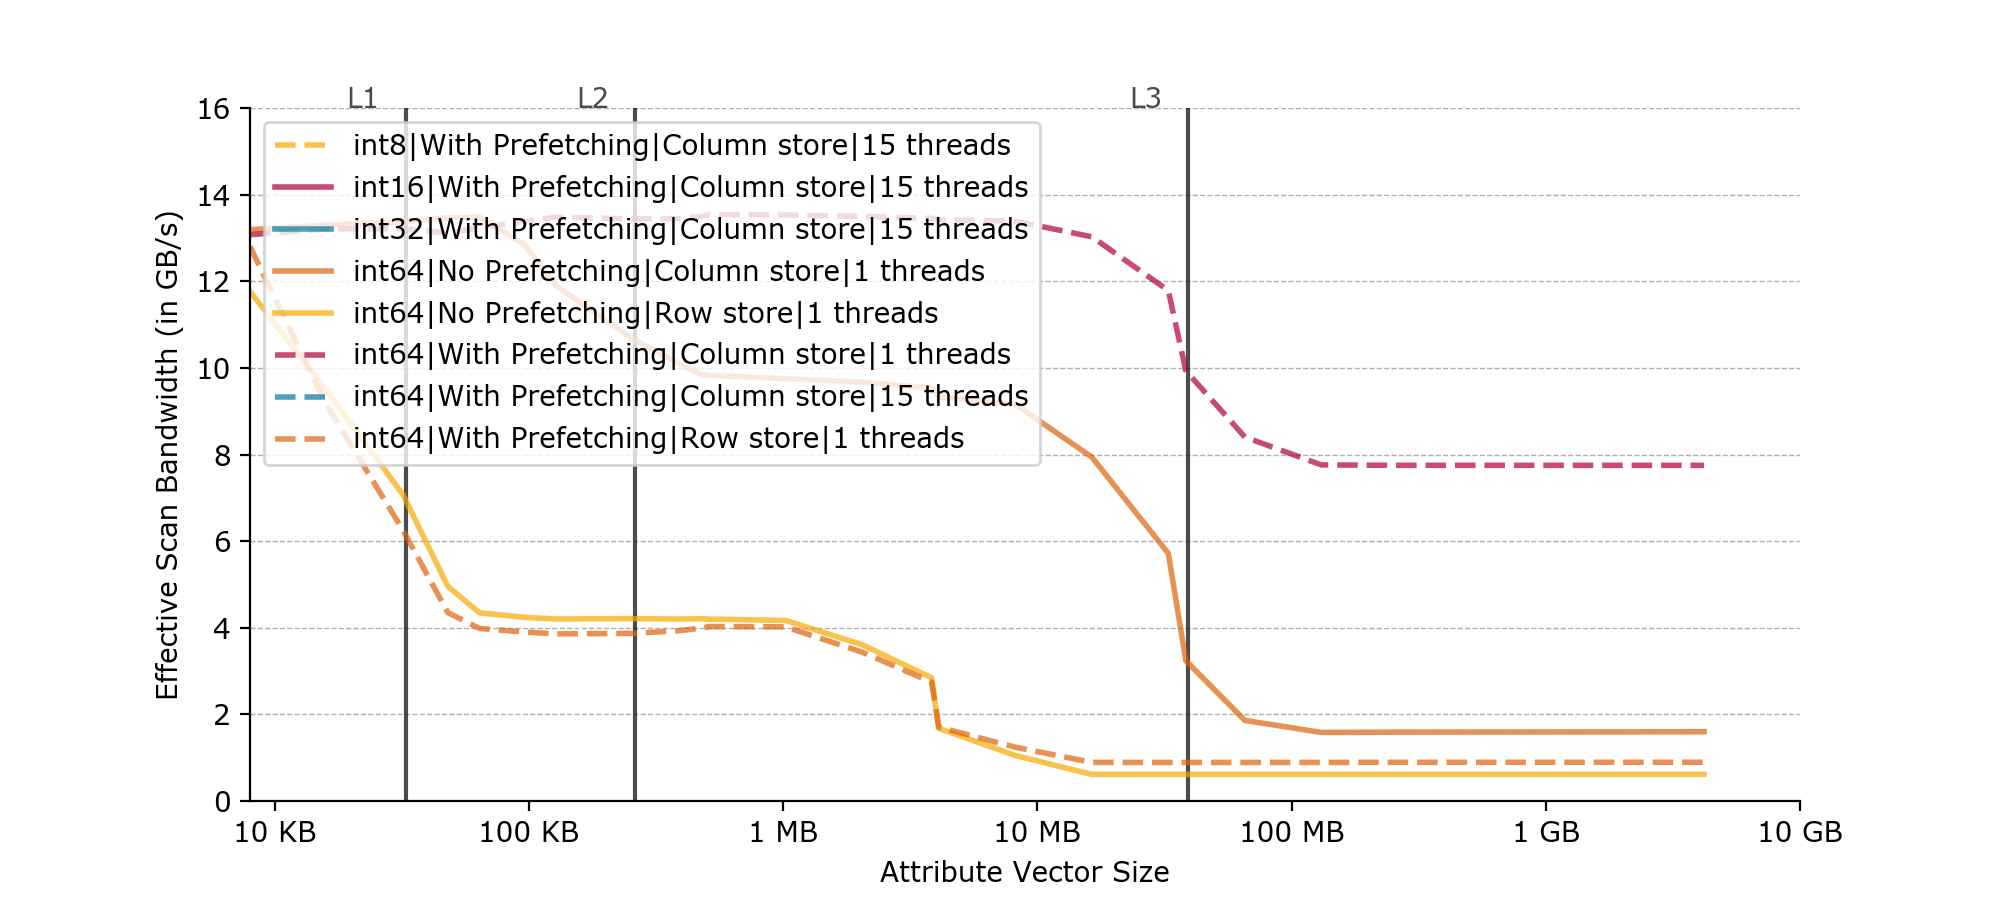 L1 L2 L3
16
14
12
10
8
6
4
2
0
Effective Scan Bandwidth (in GB/s)
int8|With Prefetching|Column store|15 threads
int16|With Prefetching|Column store|15 threads
int32|With Prefetching|Column store|15 threads
int64|No Prefetching|Column store|1 threads
int64|No Prefetching|Row store|1 threads
int64|With Prefetching|Column store|1 threads
int64|With Prefetching|Column store|15 threads
int64|With Prefetching|Row store|1 threads
10 KB 100 KB 1 MB 10 MB 100 MB 1 GB 10 GB
Attribute Vector Size